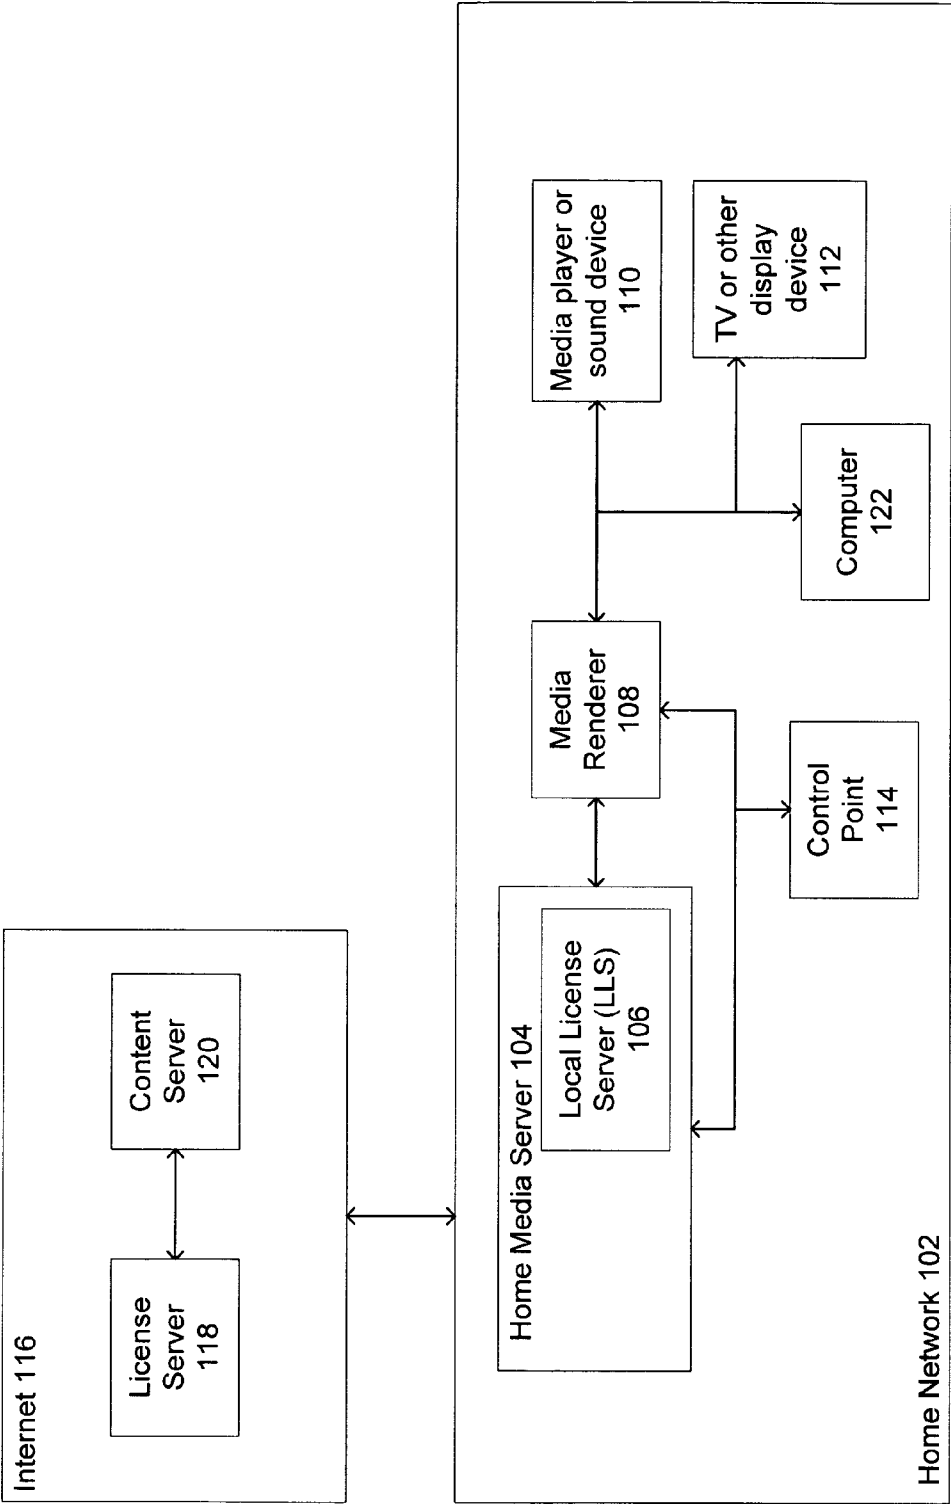 Internet 116
License
Server
118
Content
Server
120
Home Media Server 104
Local License
Server (LLS)
106
Media
Renderer
108
Media player or
sound device
110
TV or other
display
device
112
Control
Point
114
Computer
122
Home Network 102